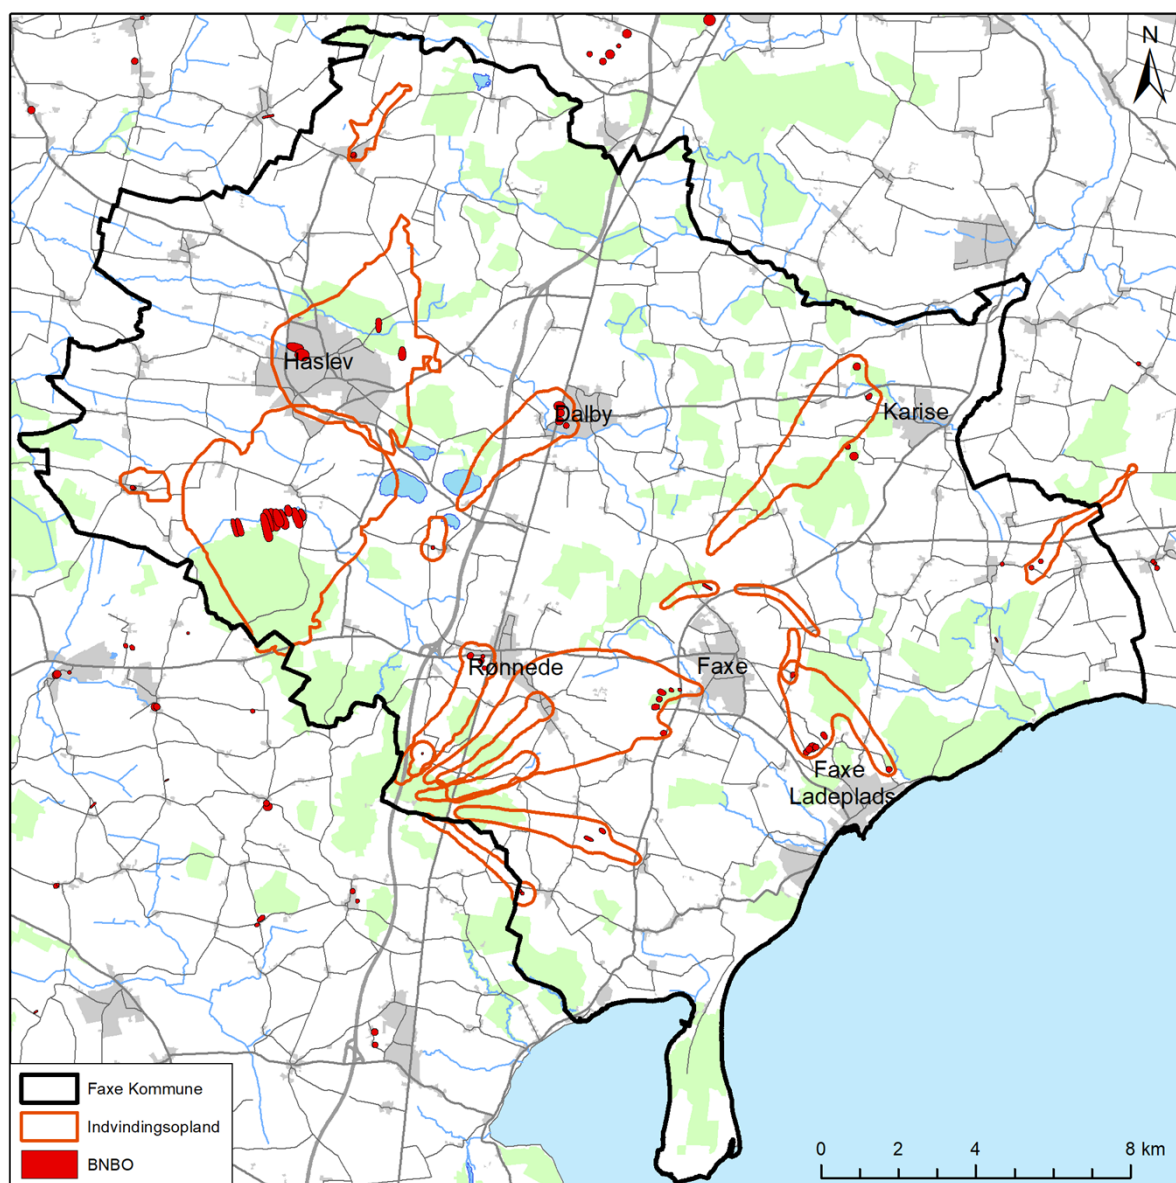 N
Haslev
Dalby
Karise
Rønnede
Faxe
Faxe
Ladeplads
Faxe Kommune
Indvindingsopland
BNBO
0 2 4 8 km